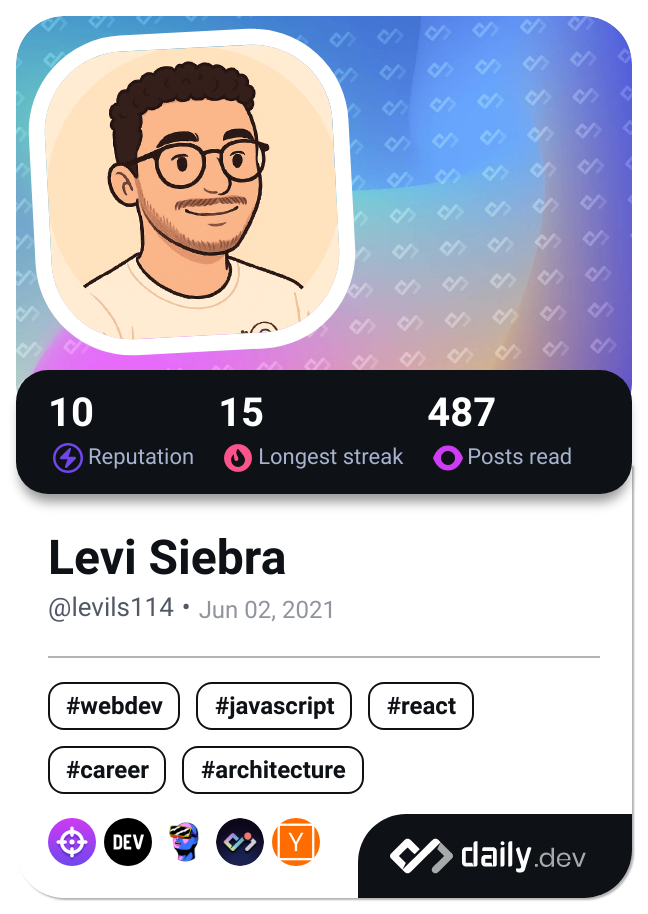 10 15 487
Reputation Longest streak Posts read
Levi Siebra
@levils114 • Jun 02, 2021
#webdev #javascript #react
#career #architecture
DEV Y daily.dev